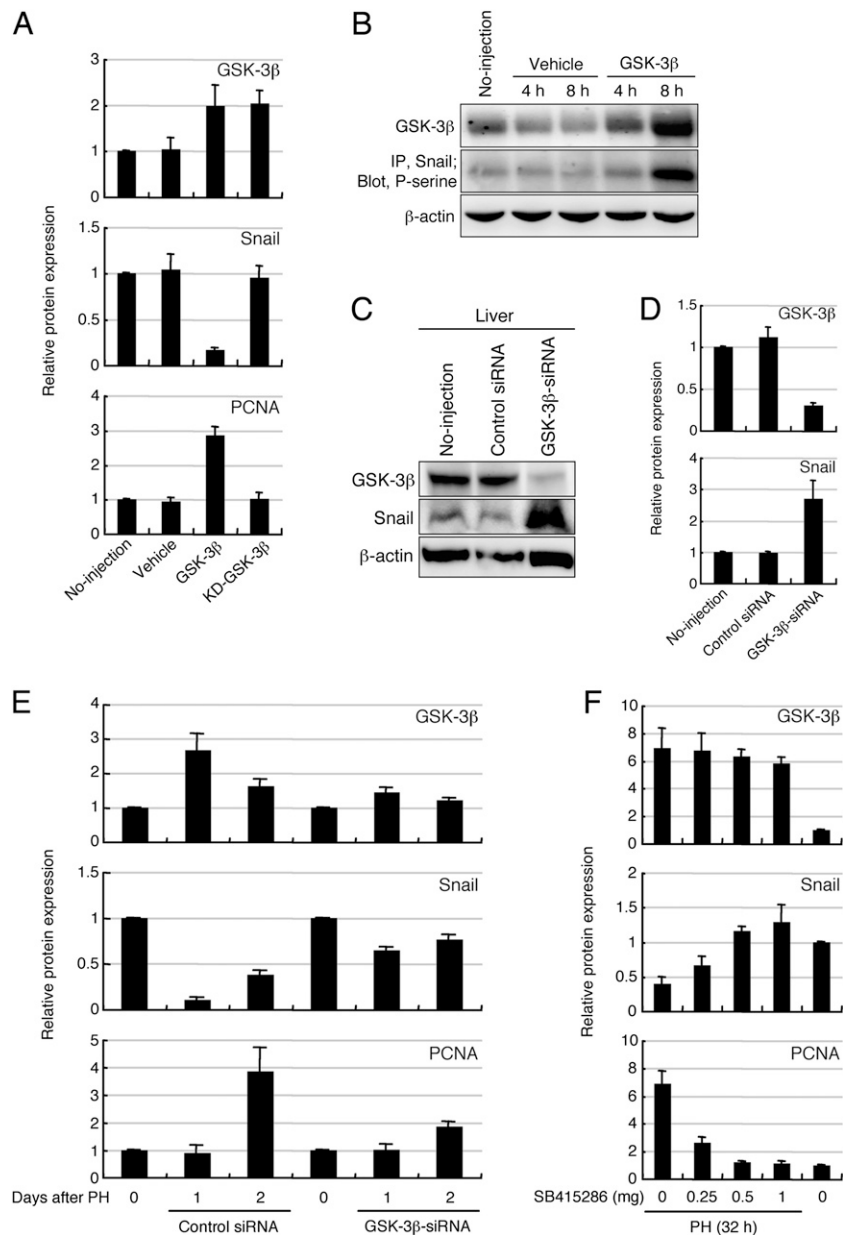 A
Relative protein expression
GSK-3β
3
2
1
0
Snail
1.5
1
0.5
0
PCNA
4
3
2
1
0
No-injection
Vehicle
GSK-3β
KD-GSK-3β
B
No-injection
Vehicle
GSK-3β
4 h
8 h
4 h
8 h
GSK-3β
IP, Snail;
Blot, P-serine
β-actin
C
Liver
No-injection
Control siRNA
GSK-3β-siRNA
GSK-3β
Snail
β-actin
D
Relative protein expression
GSK-3β
1.5
1
0.5
0
Snail
4
3
2
1
0
No-injection
Control siRNA
GSK-3β-siRNA
E
Relative protein expression
GSK-3β
4
3
2
1
0
Snail
1.5
1
0.5
0
PCNA
5
4
3
2
1
0
Days after PH 0 1 2 0 1 2
Control siRNA
GSK-3β-siRNA
F
Relative protein expression
GSK-3β
10
8
6
4
2
0
Snail
2
1.5
1
0.5
0
PCNA
10
8
6
4
2
0
SB415286 (mg) 0 0.25 0.5 1 0
PH (32 h)